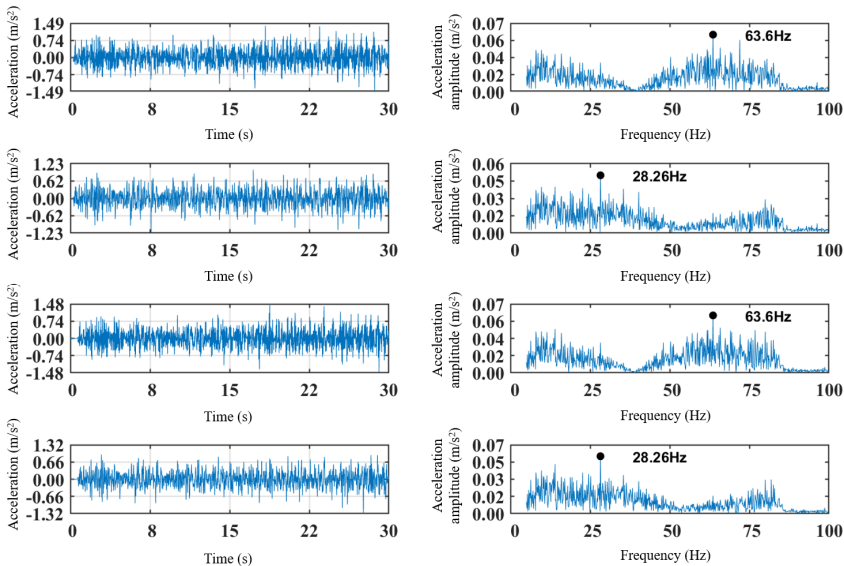 Acceleration (m/s²)
1.49
0.74
0.00
-0.74
-1.49
0 8 15 22 30
Time (s)
Acceleration
amplitude (m/s²)
0.07
0.06
0.04
0.02
0.00
63.6Hz
0 25 50 75 100
Frequency (Hz)
Acceleration (m/s²)
1.23
0.62
0.00
-0.62
-1.23
0 8 15 22 30
Time (s)
Acceleration
amplitude (m/s²)
0.06
0.05
0.03
0.02
0.00
28.26Hz
0 25 50 75 100
Frequency (Hz)
Acceleration (m/s²)
1.48
0.74
0.00
-0.74
-1.48
0 8 15 22 30
Time (s)
Acceleration
amplitude (m/s²)
0.07
0.06
0.04
0.02
0.00
63.6Hz
0 25 50 75 100
Frequency (Hz)
Acceleration (m/s²)
1.32
0.66
0.00
-0.66
-1.32
0 8 15 22 30
Time (s)
Acceleration
amplitude (m/s²)
0.07
0.05
0.03
0.02
0.00
28.26Hz
0 25 50 75 100
Frequency (Hz)